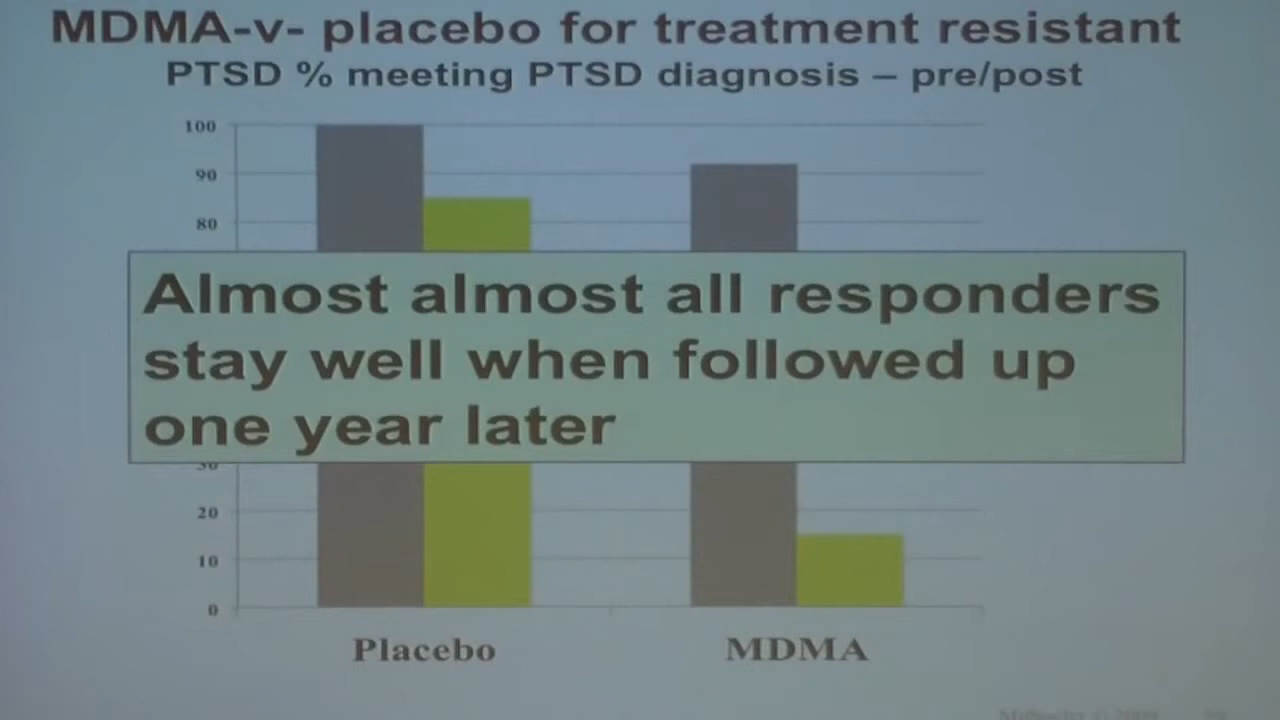 MDMA-v- placebo for treatment resistant
PTSD % meeting PTSD diagnosis – pre/post
100
90
80
Almost almost all responders
stay well when followed up
one year later
20
10
0
Placebo
MDMA